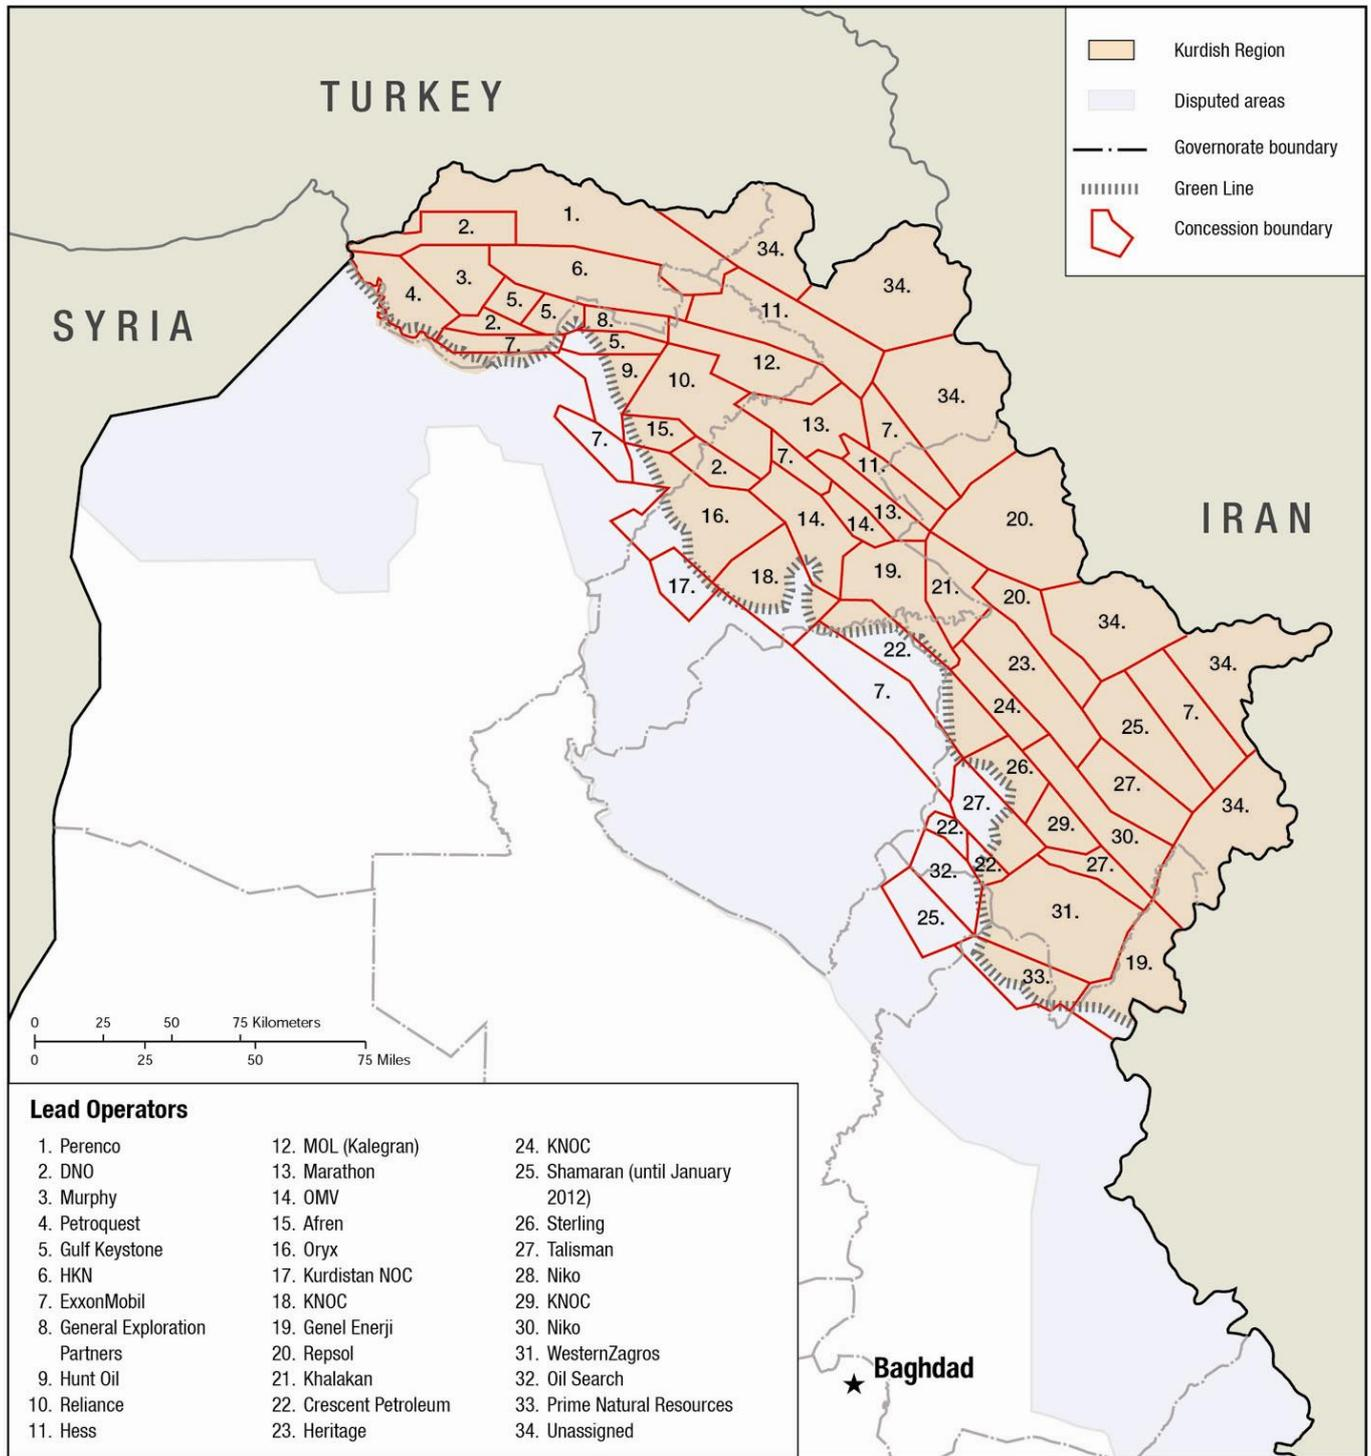 TURKEY
SYRIA
IRAN
Kurdish Region
Disputed areas
Governorate boundary
Green Line
Concession boundary
1.
2.
34.
34.
6.
3.
4.
5.
5.
11.
2.
8.
7.
5.
12.
9.
10.
34.
13.
15.
7.
7.
7.
11.
2.
16.
14.
14.
13.
20.
18.
17.
19.
21.
20.
34.
22.
23.
34.
7.
24.
25.
7.
26.
27.
27.
34.
22.
29.
30.
32.
22.
27.
25.
31.
33.
19.
0 25 50 75 Kilometers
0 25 50 75 Miles
Baghdad
Lead Operators
1. Perenco
2. DNO
3. Murphy
4. Petroquest
5. Gulf Keystone
6. HKN
7. ExxonMobil
8. General Exploration
Partners
9. Hunt Oil
10. Reliance
11. Hess
12. MOL (Kalegran)
13. Marathon
14. OMV
15. Afren
16. Oryx
17. Kurdistan NOC
18. KNOC
19. Genel Enerji
20. Repsol
21. Khalakan
22. Crescent Petroleum
23. Heritage
24. KNOC
25. Shamaran (until January
2012)
26. Sterling
27. Talisman
28. Niko
29. KNOC
30. Niko
31. WesternZagros
32. Oil Search
33. Prime Natural Resources
34. Unassigned